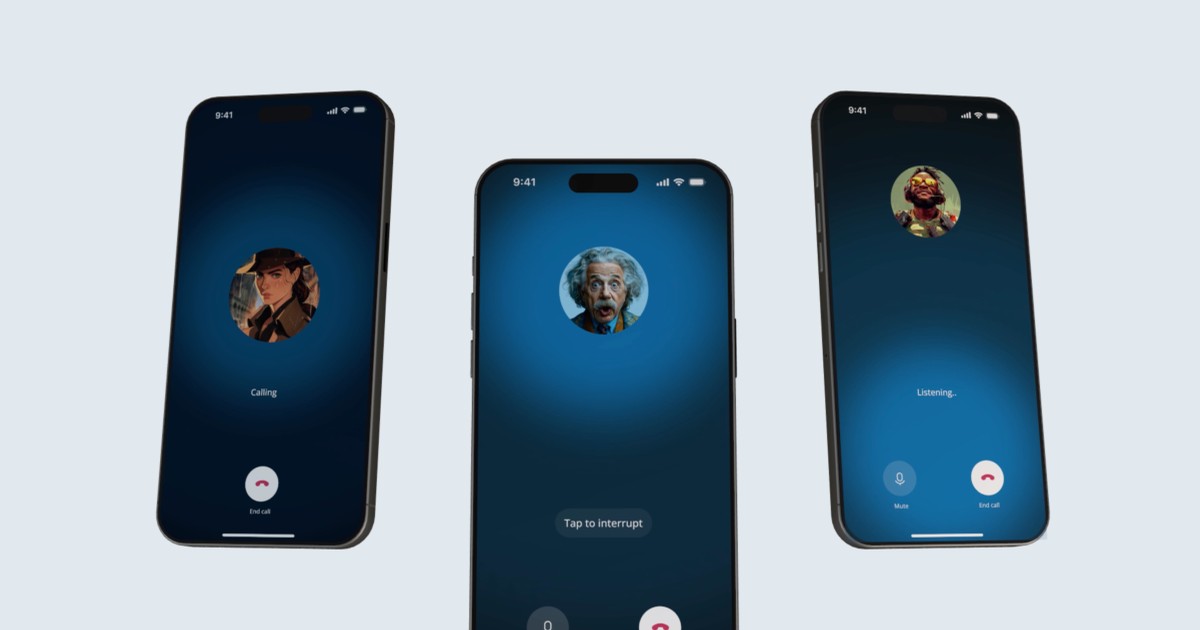 9:41
Calling
End call
9:41
Tap to interrupt
9:41
Listening..
Mute
End call